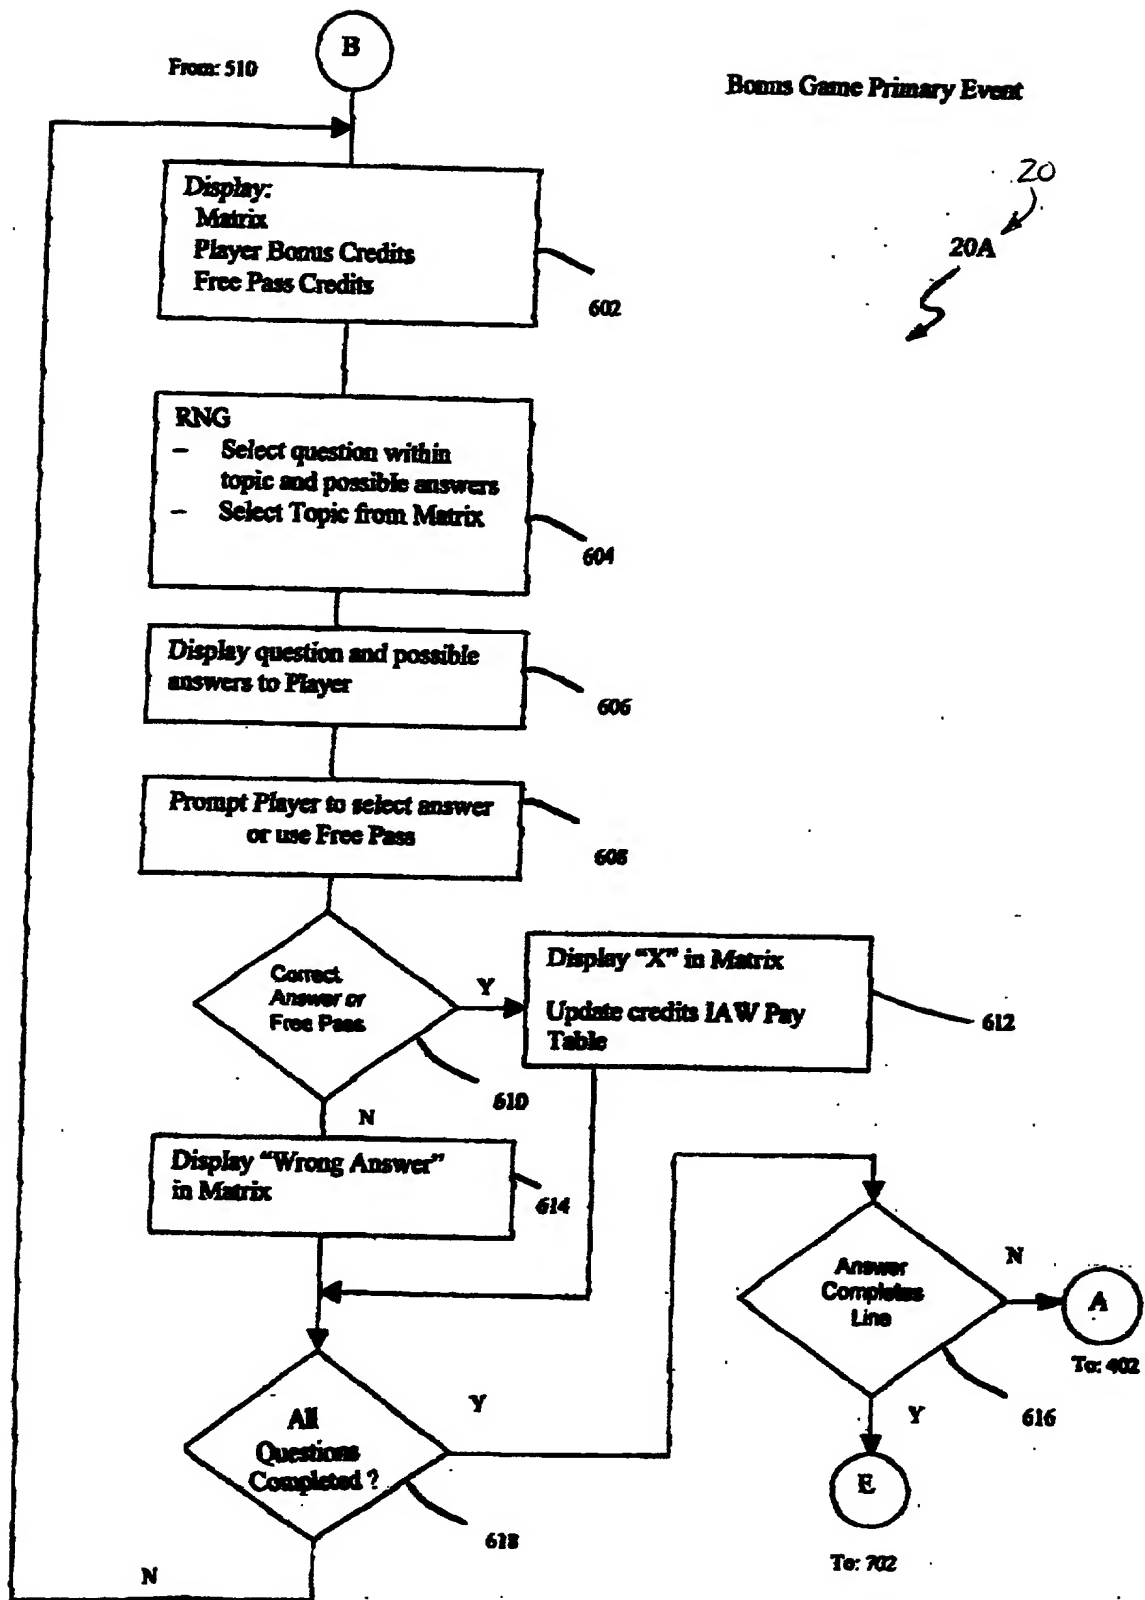 B
From: 510
Bonus Game Primary Event
20
20A
Display:
Matrix
Player Bonus Credits
Free Pass Credits
602
RNG
– Select question within
topic and possible answers
– Select Topic from Matrix
604
Display question and possible
answers to Player
606
Prompt Player to select answer
or use Free Pass
608
Correct
Answer or
Free Pass
Y
610
N
Display "X" in Matrix
Update credits IAW Pay
Table
612
Display "Wrong Answer"
in Matrix
614
Answer
Completes
Line
N
A
To: 402
616
Y
E
To: 702
All
Questions
Completed ?
Y
618
N